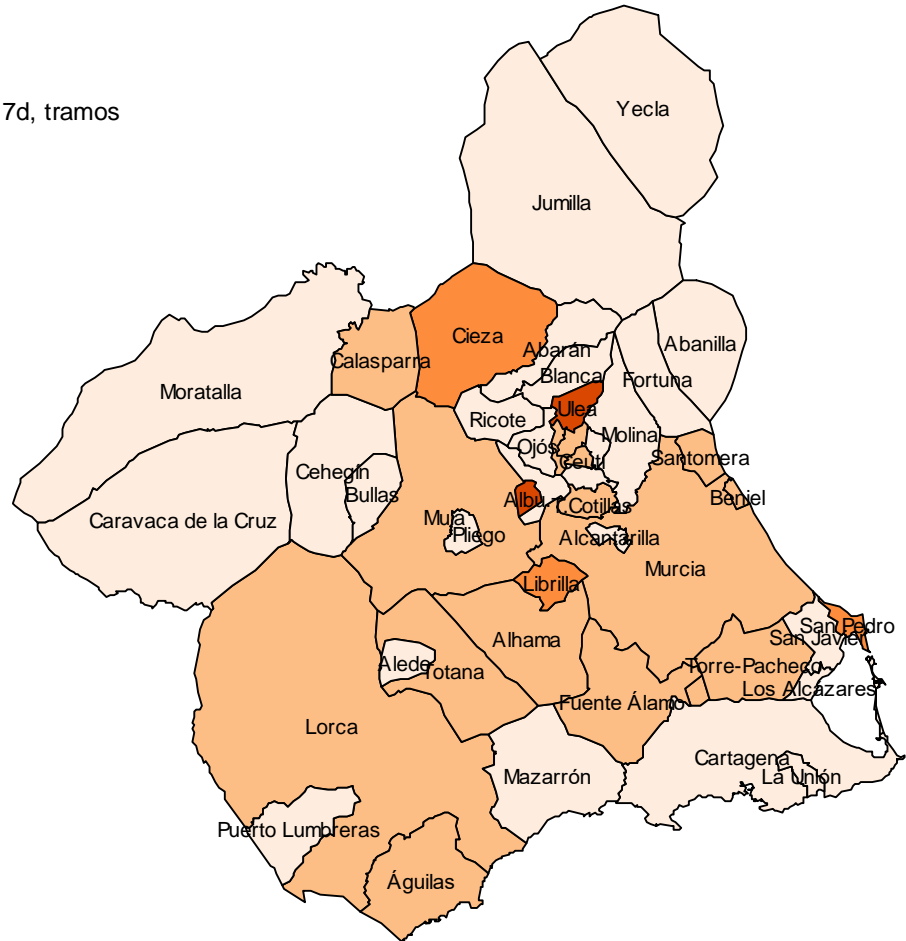 Yecla
7d, tramos
Jumilla
Cieza
Abanilla
Abarán
Calasparra
Blanca
Fortuna
Moratalla
Ulea
Ricote
Molina
Ojós
Santomera
Ceutí
Cehegín
Bullas
Albu.
Beniel
L.Cotillas
Caravaca de la Cruz
Mula
Pliego
Alcantarilla
Murcia
Librilla
San Pedro
San Javier
Alhama
Alede
Totana
Torre-Pacheco
Los Alcázares
Fuente Álamo
Lorca
Cartagena
Mazarrón
La Unión
Puerto Lumbreras
Águilas